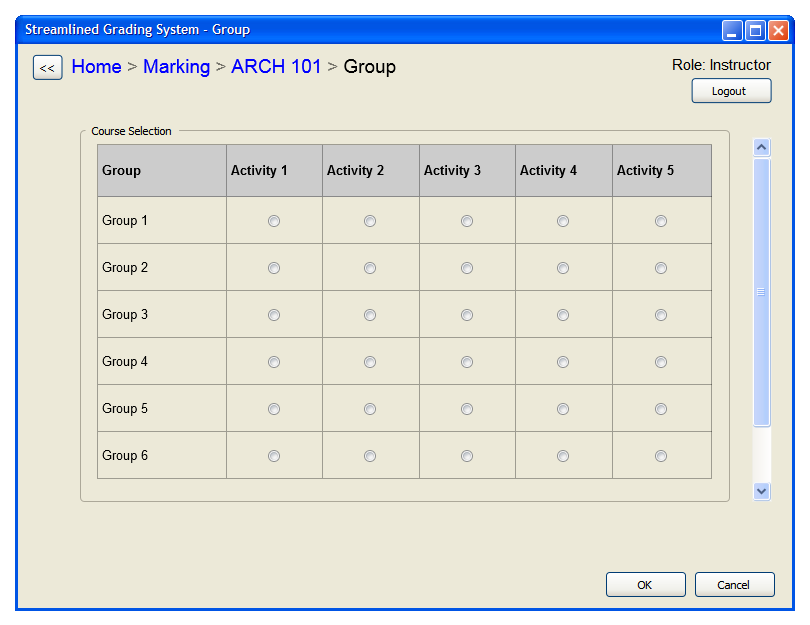 Streamlined Grading System - Group
<< Home > Marking > ARCH 101 > Group
Role: Instructor
Logout
Course Selection
Group Activity 1 Activity 2 Activity 3 Activity 4 Activity 5
Group 1
Group 2
Group 3
Group 4
Group 5
Group 6
OK Cancel